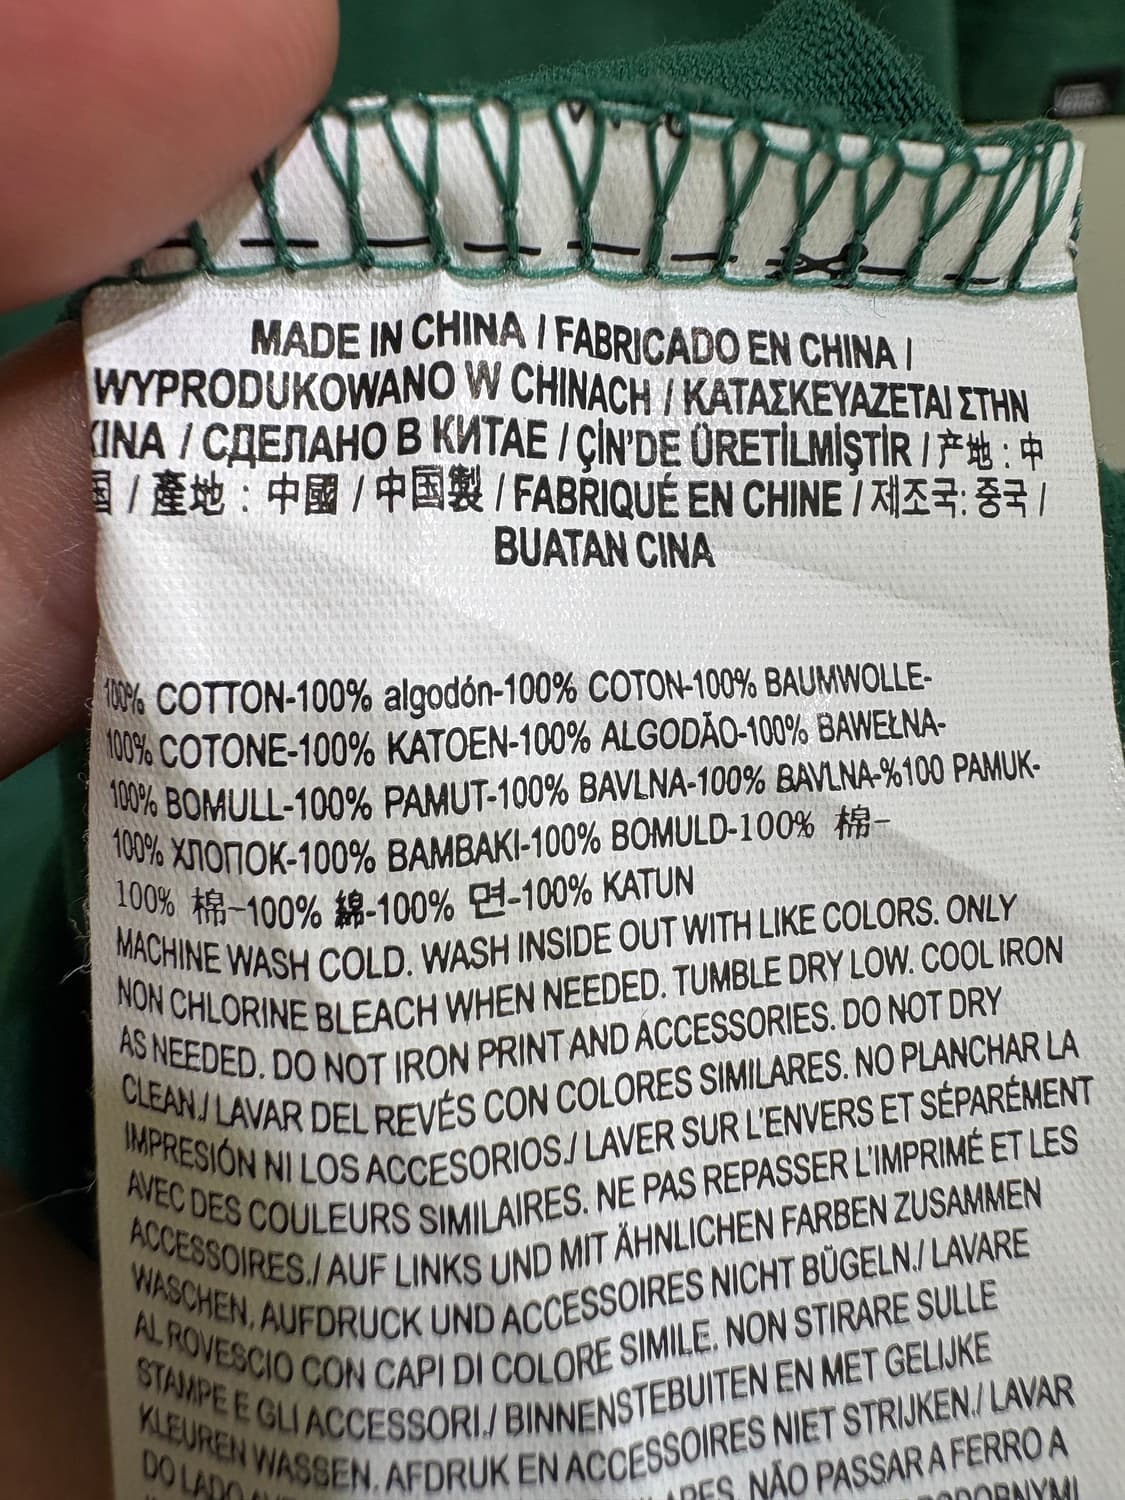 MADE IN CHINA / FABRICADO EN CHINA /
WYPRODUKOWANO W CHINACH / ΚΑΤΑΣΚΕΥΑΖΕΤΑΙ ΣΤΗΝ
ΚΙΝΑ / СДЕЛАНО В КИТАЕ / ÇİN'DE ÜRETİLMİŞTİR / 产地 : 中
国 / 產地 : 中國 / 中国製 / FABRIQUÉ EN CHINE / 제조국: 중국 /
BUATAN CINA
100% COTTON-100% algodón-100% COTON-100% BAUMWOLLE-
100% COTONE-100% KATOEN-100% ALGODÃO-100% BAWEŁNA-
100% BOMULL-100% PAMUT-100% BAVLNA-100% BAVLNA-%100 PAMUK-
100% ХЛОПОК-100% ΒΑΜΒΑΚΙ-100% BOMULD-100% 棉-
100% 棉-100% 綿-100% 면-100% KATUN
MACHINE WASH COLD. WASH INSIDE OUT WITH LIKE COLORS. ONLY
NON CHLORINE BLEACH WHEN NEEDED. TUMBLE DRY LOW. COOL IRON
AS NEEDED. DO NOT IRON PRINT AND ACCESSORIES. DO NOT DRY
CLEAN./ LAVAR DEL REVÉS CON COLORES SIMILARES. NO PLANCHAR LA
IMPRESIÓN NI LOS ACCESORIOS./ LAVER SUR L'ENVERS ET SÉPARÉMENT
AVEC DES COULEURS SIMILAIRES. NE PAS REPASSER L'IMPRIMÉ ET LES
ACCESSOIRES./ AUF LINKS UND MIT ÄHNLICHEN FARBEN ZUSAMMEN
WASCHEN. AUFDRUCK UND ACCESSOIRES NICHT BÜGELN./ LAVARE
AL ROVESCIO CON CAPI DI COLORE SIMILE. NON STIRARE SULLE
STAMPE E GLI ACCESSORI./ BINNENSTEBUITEN EN MET GELIJKE
KLEUREN WASSEN. AFDRUK EN ACCESSOIRES NIET STRIJKEN./ LAVAR
DO LADO NÃO PASSAR A FERRO A